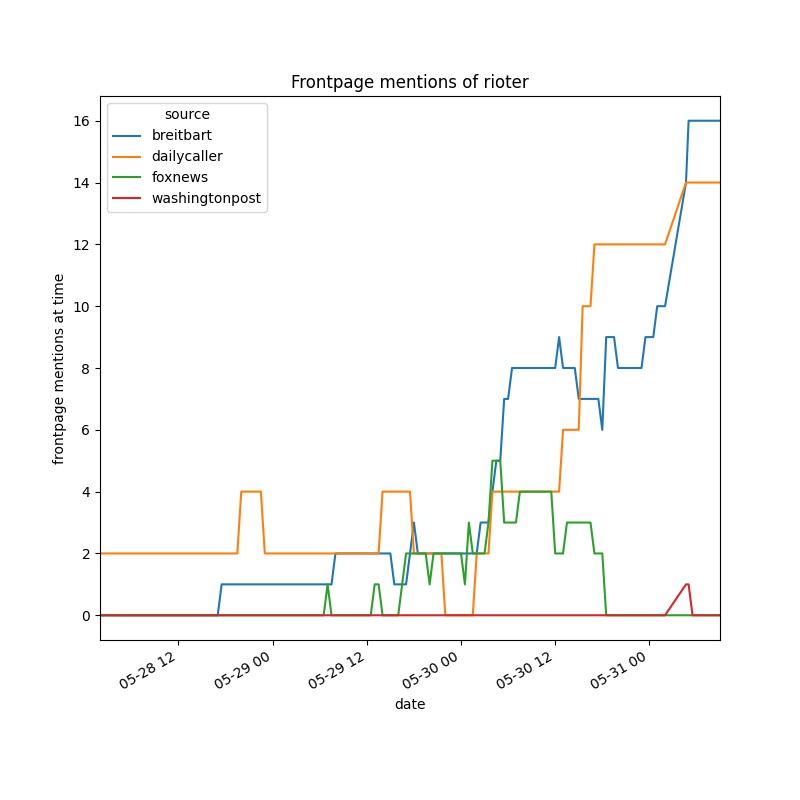 Frontpage mentions of rioter
source
breitbart
dailycaller
foxnews
washingtonpost
frontpage mentions at time
16
14
12
10
8
6
4
2
0
05-28 12
05-29 00
05-29 12
05-30 00
05-30 12
05-31 00
date